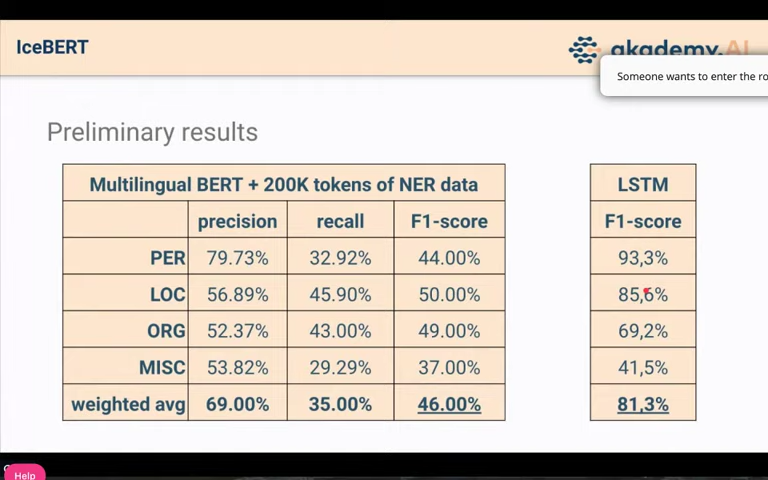 IceBERT
akademy.AI
Someone wants to enter the ro
Preliminary results
Multilingual BERT + 200K tokens of NER data
LSTM
precision recall F1-score F1-score
PER 79.73% 32.92% 44.00% 93,3%
LOC 56.89% 45.90% 50.00% 85,6%
ORG 52.37% 43.00% 49.00% 69,2%
MISC 53.82% 29.29% 37.00% 41,5%
weighted avg 69.00% 35.00% 46.00% 81,3%
Help